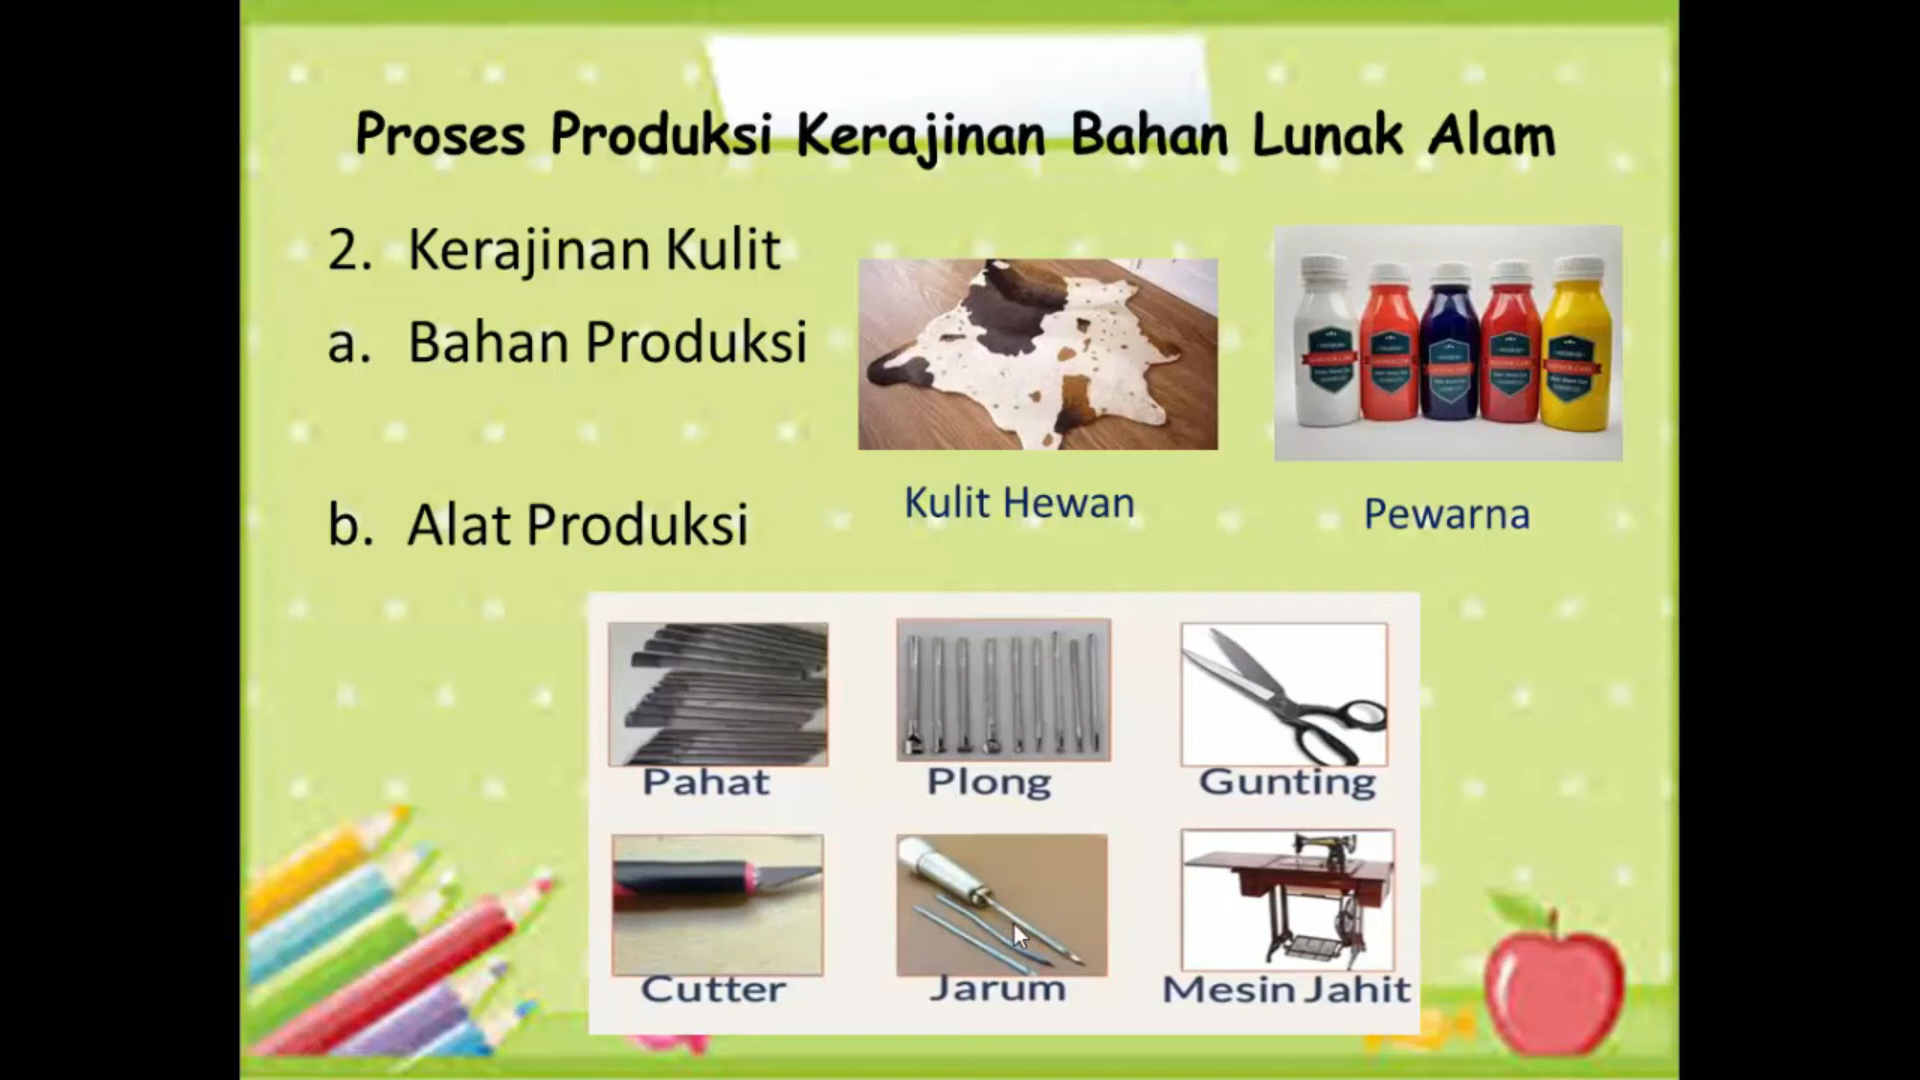 Proses Produksi Kerajinan Bahan Lunak Alam
2. Kerajinan Kulit
a. Bahan Produksi
Kulit Hewan
Pewarna
b. Alat Produksi
Pahat
Plong
Gunting
Cutter
Jarum
Mesin Jahit